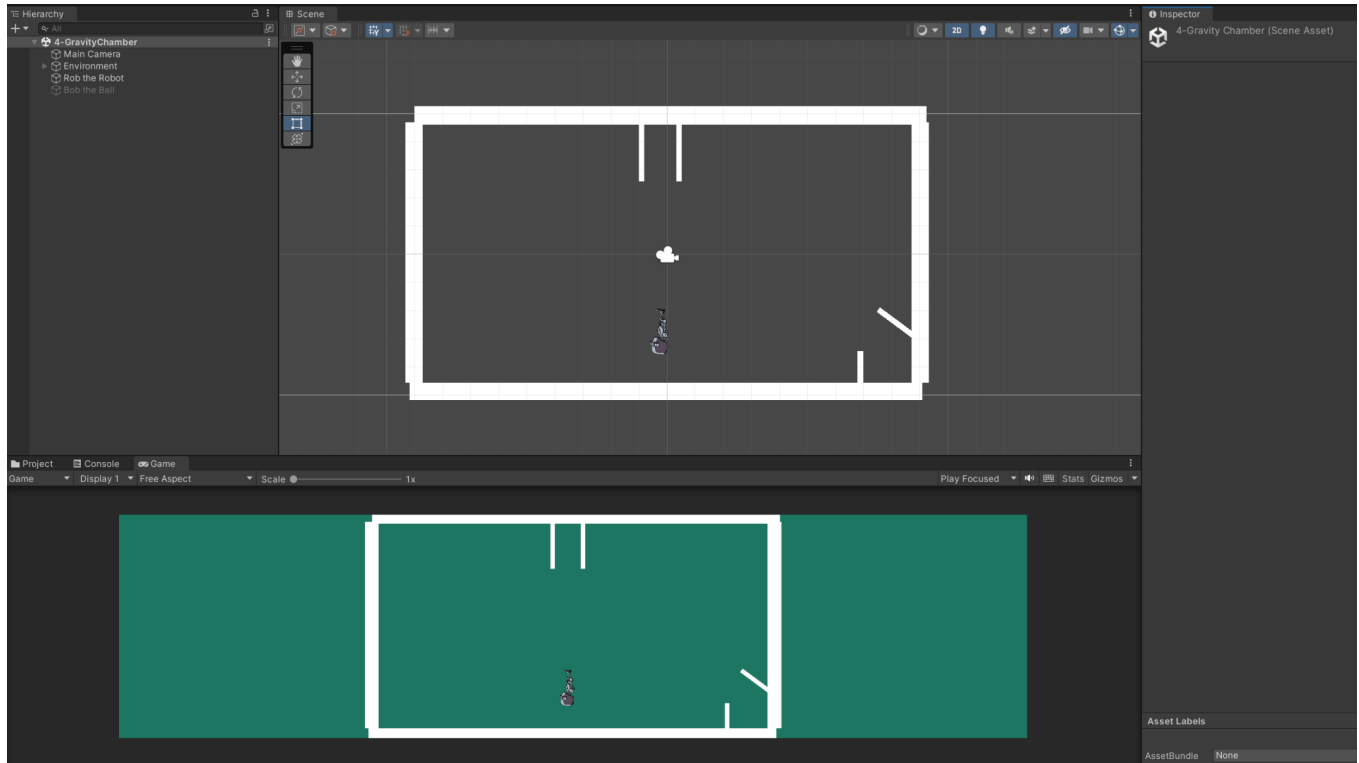 Hierarchy
All
4-GravityChamber
Main Camera
Environment
Rob the Robot
Bob the Ball
Scene
2D
Inspector
4-Gravity Chamber (Scene Asset)
Project Console Game
Game Display 1 Free Aspect Scale 1x Play Focused Stats Gizmos
Asset Labels
AssetBundle None